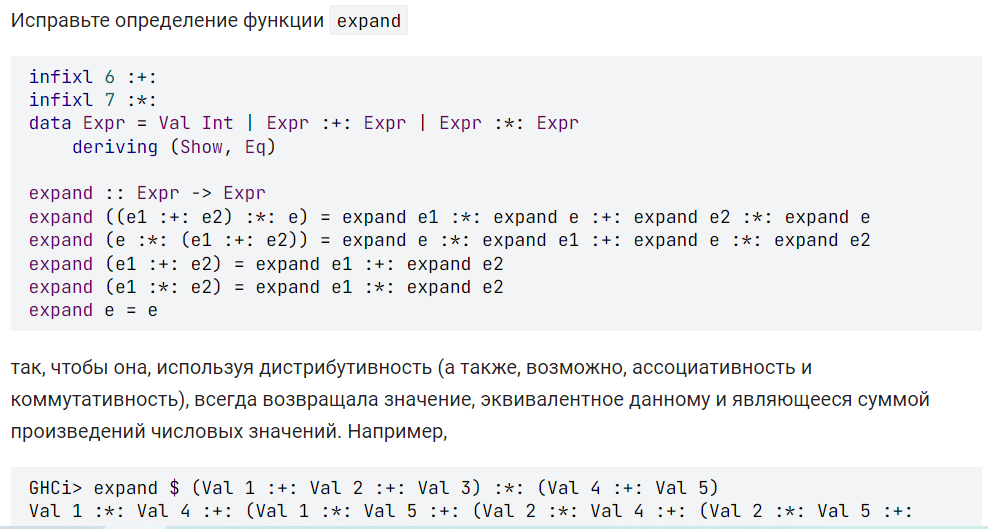 Исправьте определение функции expand
infixl 6 :+:
infixl 7 :*:
data Expr = Val Int | Expr :+: Expr | Expr :*: Expr
    deriving (Show, Eq)
expand :: Expr -> Expr
expand ((e1 :+: e2) :*: e) = expand e1 :*: expand e :+: expand e2 :*: expand e
expand (e :*: (e1 :+: e2)) = expand e :*: expand e1 :+: expand e :*: expand e2
expand (e1 :+: e2) = expand e1 :+: expand e2
expand (e1 :*: e2) = expand e1 :*: expand e2
expand e = e
так, чтобы она, используя дистрибутивность (а также, возможно, ассоциативность и
коммутативность), всегда возвращала значение, эквивалентное данному и являющееся суммой
произведений числовых значений. Например,
GHCi> expand $ (Val 1 :+: Val 2 :+: Val 3) :*: (Val 4 :+: Val 5)
Val 1 :*: Val 4 :+: (Val 1 :*: Val 5 :+: (Val 2 :*: Val 4 :+: (Val 2 :*: Val 5 :+: